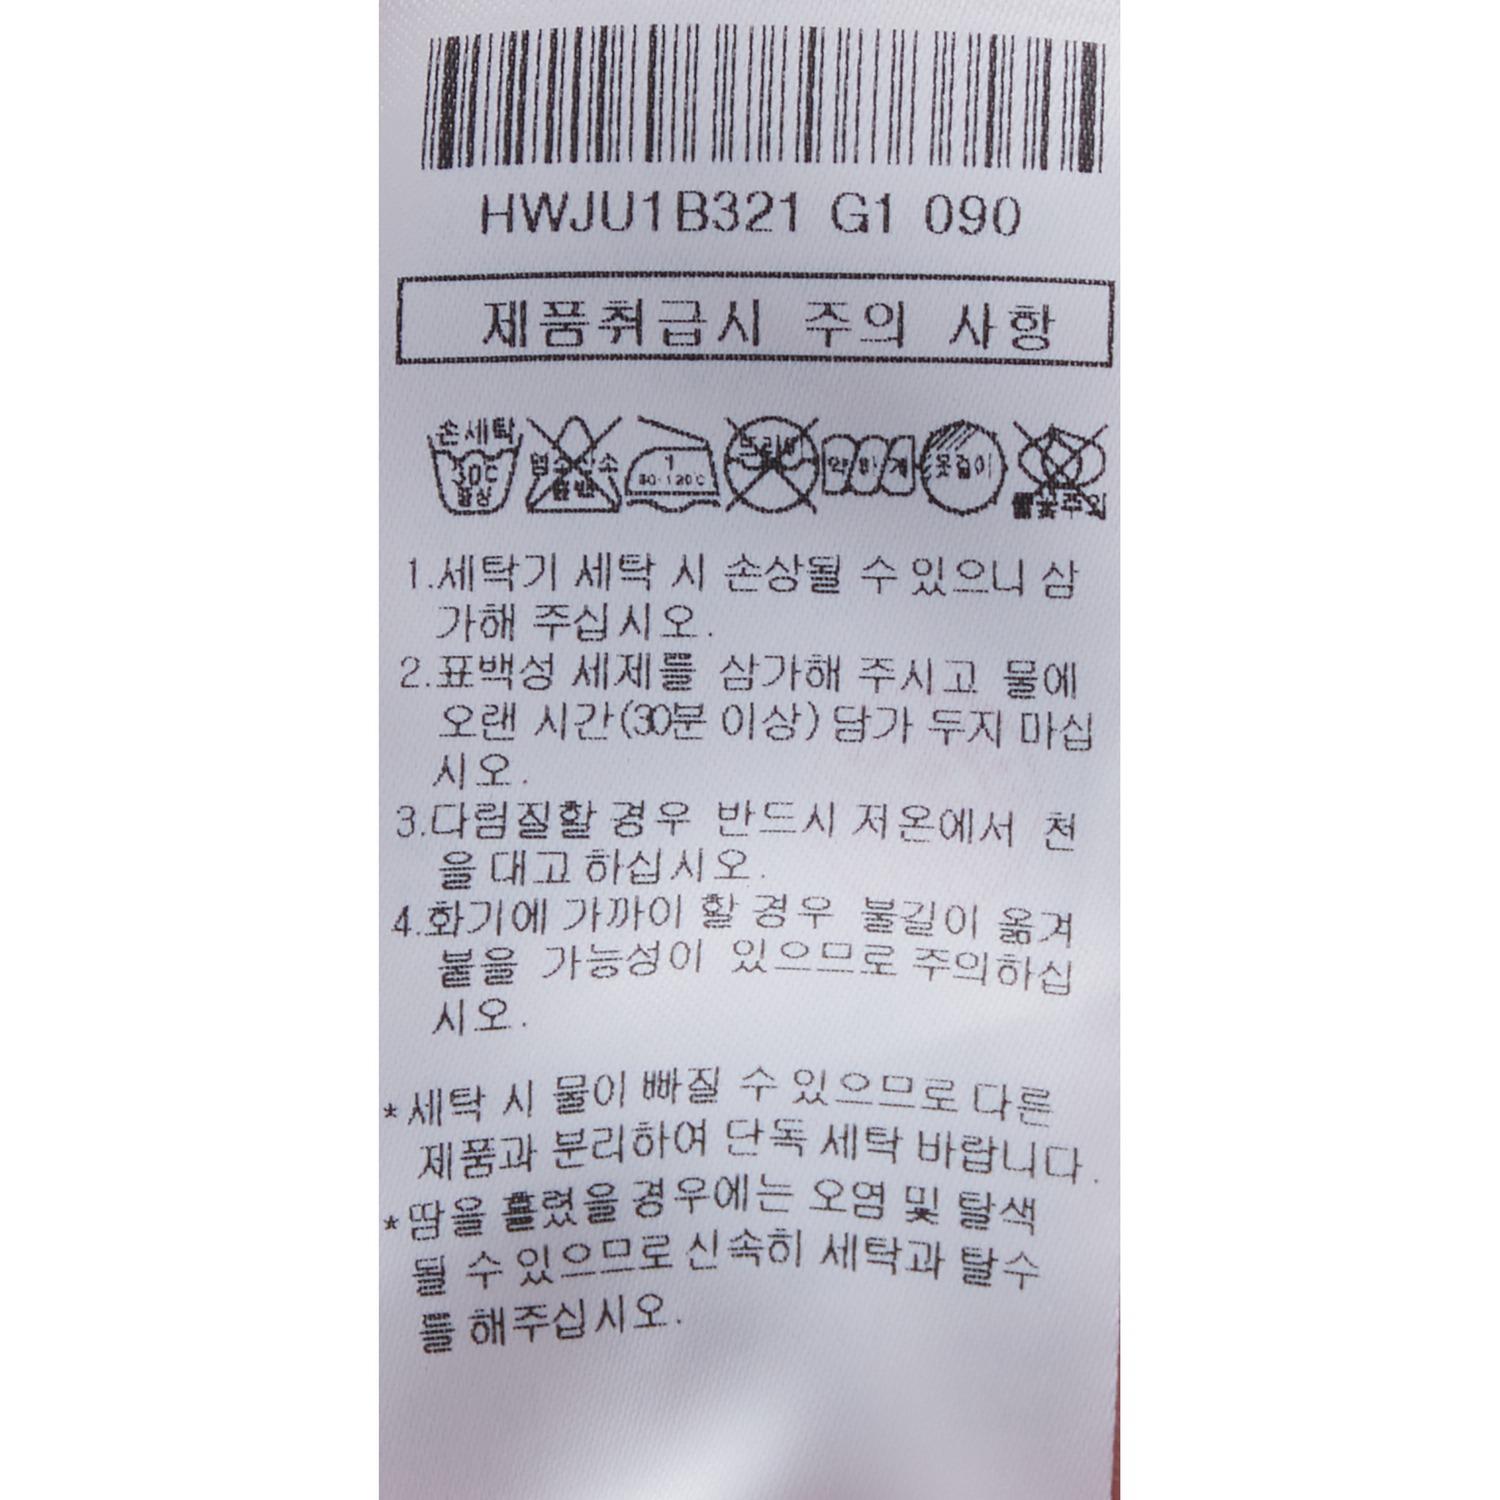 HWJU1B321 G1 090
제품취급시 주의 사항
손세탁
약하게
옷걸이
1
80-120C
1.세탁기 세탁 시 손상될 수 있으니 삼
가해 주십시오.
2.표백성 세제를 삼가해 주시고 물에
오랜 시간(30분 이상) 담가 두지 마십
시오.
3.다림질할 경우 반드시 저온에서 천
을 대고 하십시오.
4.화기에 가까이 할 경우 불길이 옮겨
붙을 가능성이 있으므로 주의하십
시오.
*세탁 시 물이 빠질 수 있으므로 다른
제품과 분리하여 단독 세탁 바랍니다.
*땀을 흘렸을 경우에는 오염 및 탈색
될 수 있으므로 신속히 세탁과 탈수
를 해주십시오.